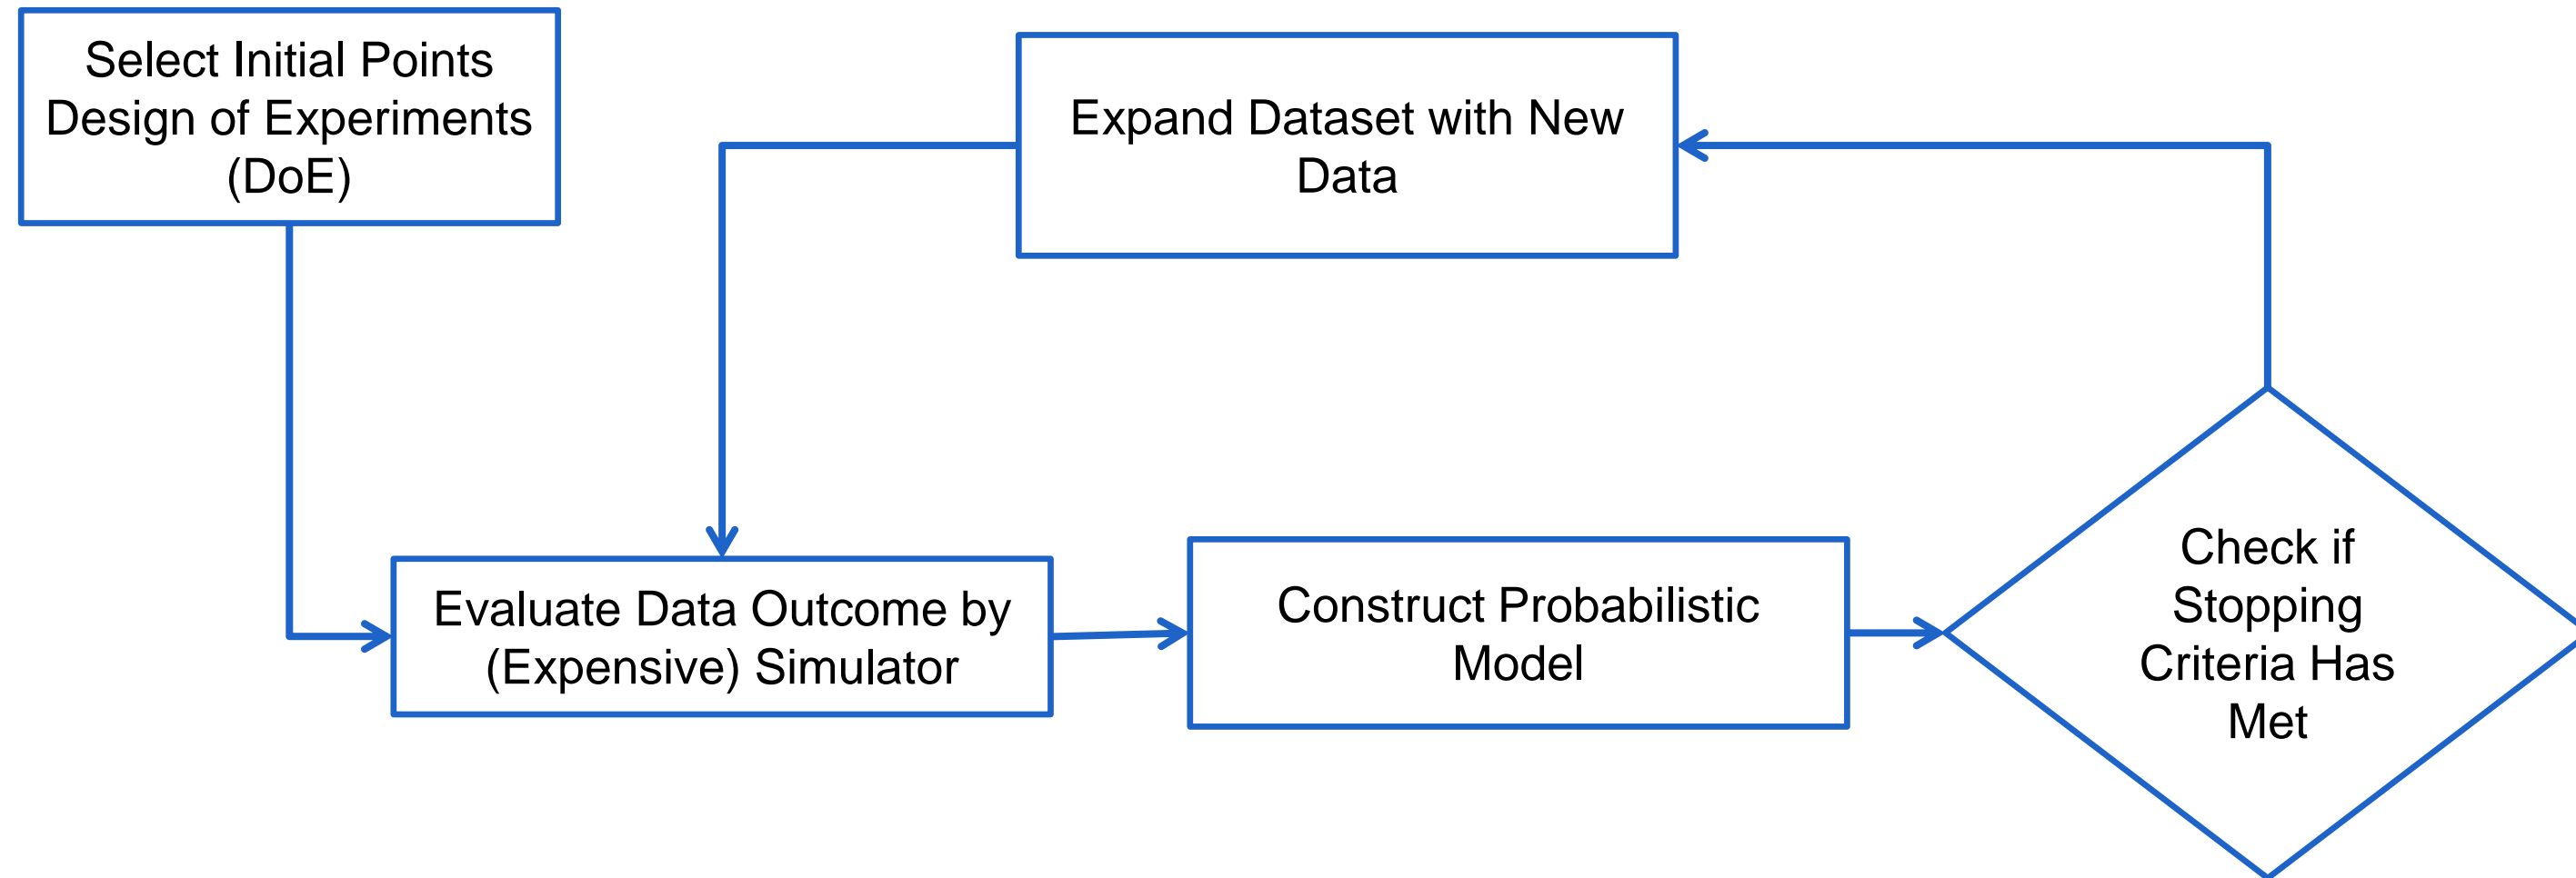 Select Initial Points
Design of Experiments
(DoE)
Expand Dataset with New
Data
Evaluate Data Outcome by
(Expensive) Simulator
Construct Probabilistic
Model
Check if
Stopping
Criteria Has
Met